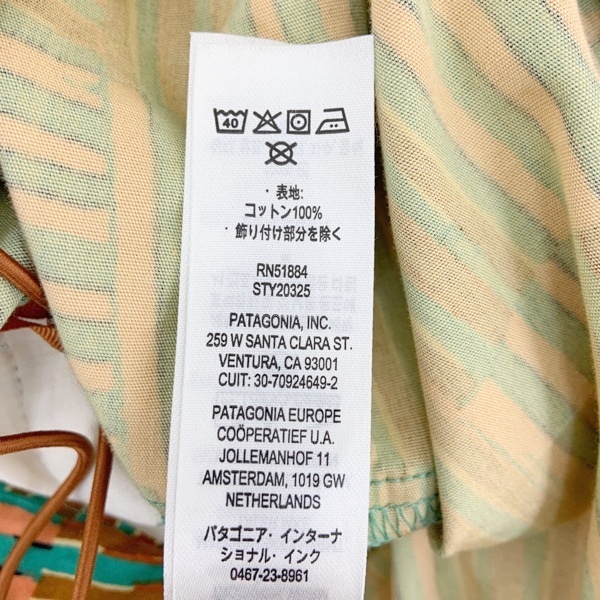 40
・表地:
コットン100%
・飾り付け部分を除く
RN51884
STY20325
PATAGONIA, INC.
259 W SANTA CLARA ST.
VENTURA, CA 93001
CUIT: 30-70924649-2
PATAGONIA EUROPE
COÖPERATIEF U.A.
JOLLEMANHOF 11
AMSTERDAM, 1019 GW
NETHERLANDS
パタゴニア・インターナ
ショナル・インク
0467-23-8961